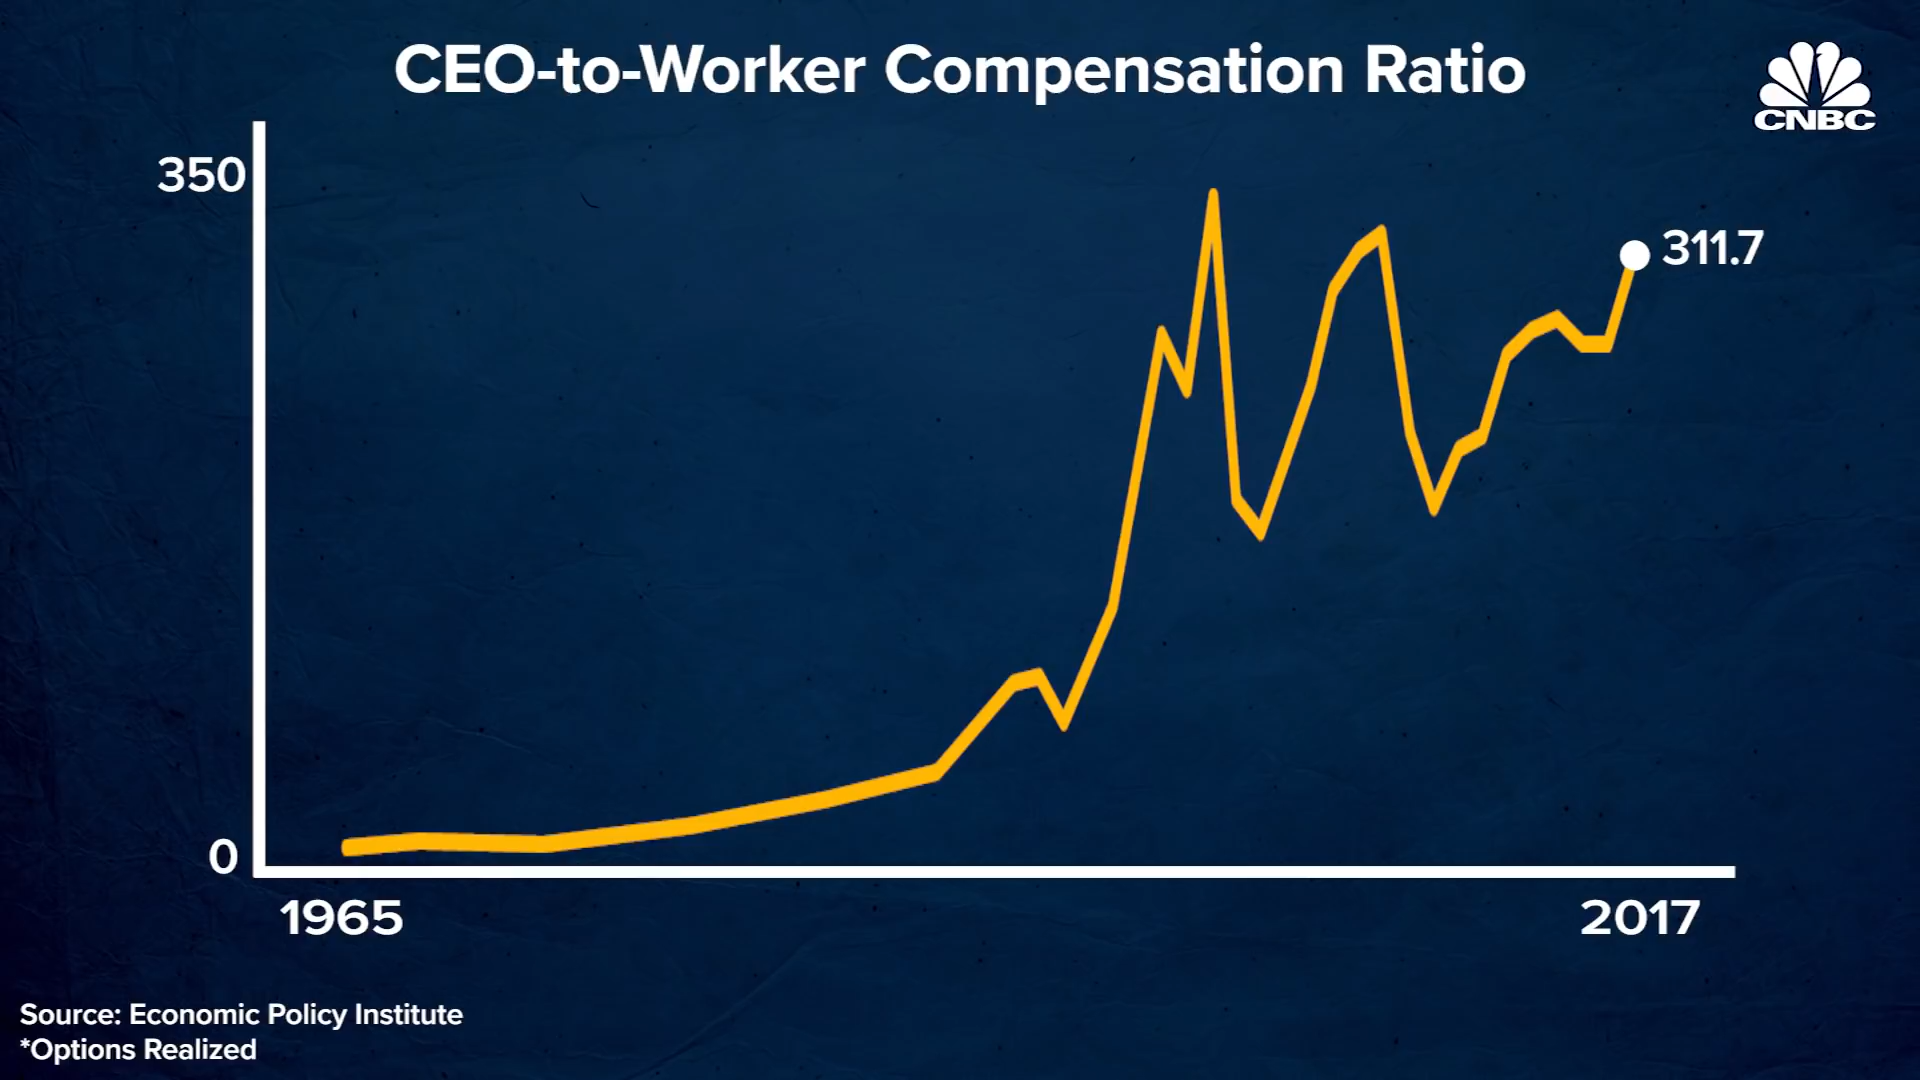 CEO-to-Worker Compensation Ratio
CNBC
350
311.7
0
1965
2017
Source: Economic Policy Institute
*Options Realized